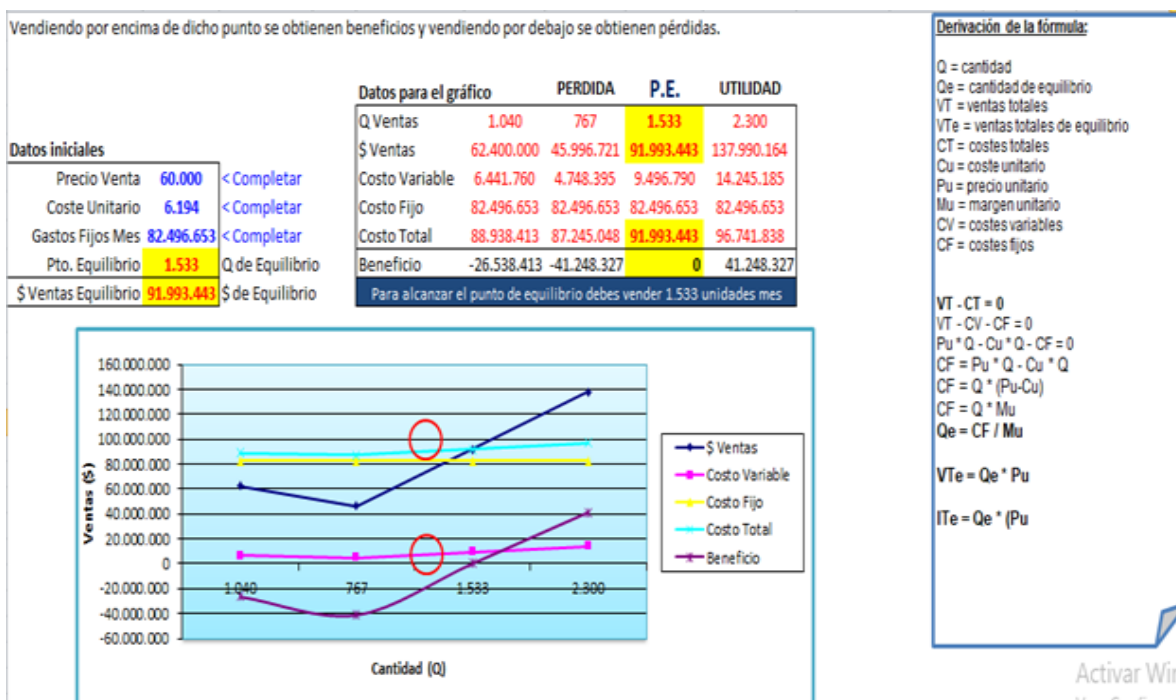 Vendiendo por encima de dicho punto se obtienen beneficios y vendiendo por debajo se obtienen pérdidas.
Datos iniciales
Precio Venta 60.000 < Completar
Coste Unitario 6.194 < Completar
Gastos Fijos Mes 82.496.653 < Completar
Pto. Equilibrio 1.533 Q de Equilibrio
$ Ventas Equilibrio 91.993.443 $ de Equilibrio
Datos para el gráfico PERDIDA P.E. UTILIDAD
Q Ventas 1.040 767 1.533 2.300
$ Ventas 62.400.000 45.996.721 91.993.443 137.990.164
Costo Variable 6.441.760 4.748.395 9.496.790 14.245.185
Costo Fijo 82.496.653 82.496.653 82.496.653 82.496.653
Costo Total 88.938.413 87.245.048 91.993.443 96.741.838
Beneficio -26.538.413 -41.248.327 0 41.248.327
Para alcanzar el punto de equilibrio debes vender 1.533 unidades mes
160.000.000
140.000.000
120.000.000
100.000.000
80.000.000
60.000.000
40.000.000
20.000.000
0
-20.000.000
-40.000.000
-60.000.000
Ventas ($)
1.040 767 1.533 2.300
Cantidad (Q)
$ Ventas
Costo Variable
Costo Fijo
Costo Total
Beneficio
Derivación de la fórmula:
Q = cantidad
Qe = cantidad de equilibrio
VT = ventas totales
VTe = ventas totales de equilibrio
CT = costes totales
Cu = coste unitario
Pu = precio unitario
Mu = margen unitario
CV = costes variables
CF = costes fijos
VT - CT = 0
VT - CV - CF = 0
Pu * Q - Cu * Q - CF = 0
CF = Pu * Q - Cu * Q
CF = Q * (Pu-Cu)
CF = Q * Mu
Qe = CF / Mu
VTe = Qe * Pu
ITe = Qe * (Pu
Activar Win